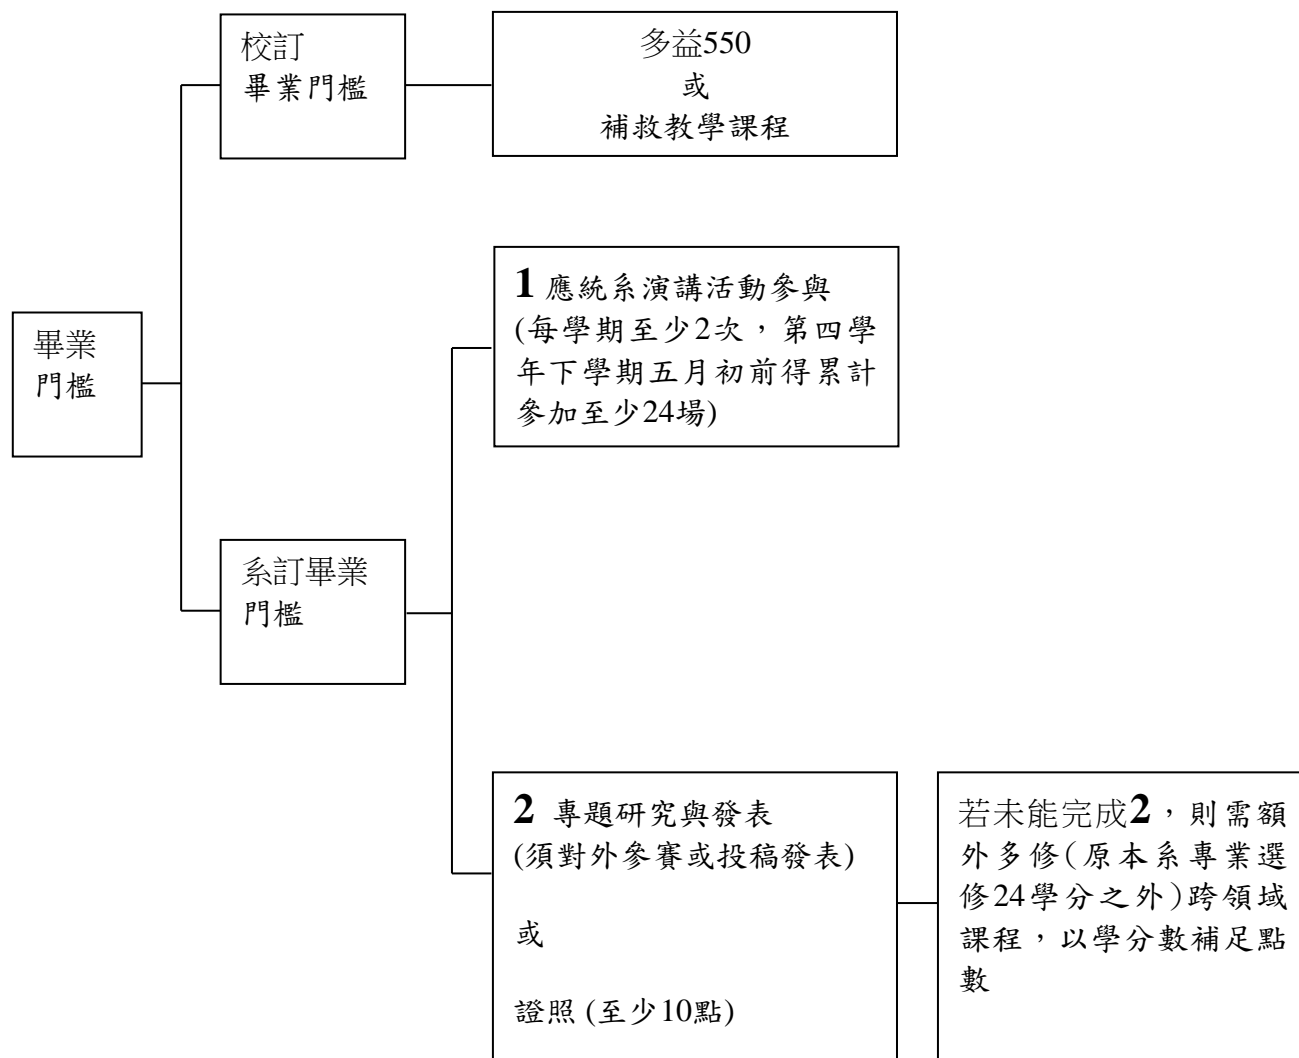 校訂
畢業門檻
多益550
或
補救教學課程
畢業
門檻
1 應統系演講活動參與
(每學期至少2次，第四學
年下學期五月初前得累計
參加至少24場)
系訂畢業
門檻
2 專題研究與發表
(須對外參賽或投稿發表)
或
證照 (至少10點)
若未能完成2，則需額
外多修(原本系專業選
修24學分之外)跨領域
課程，以學分數補足點
數